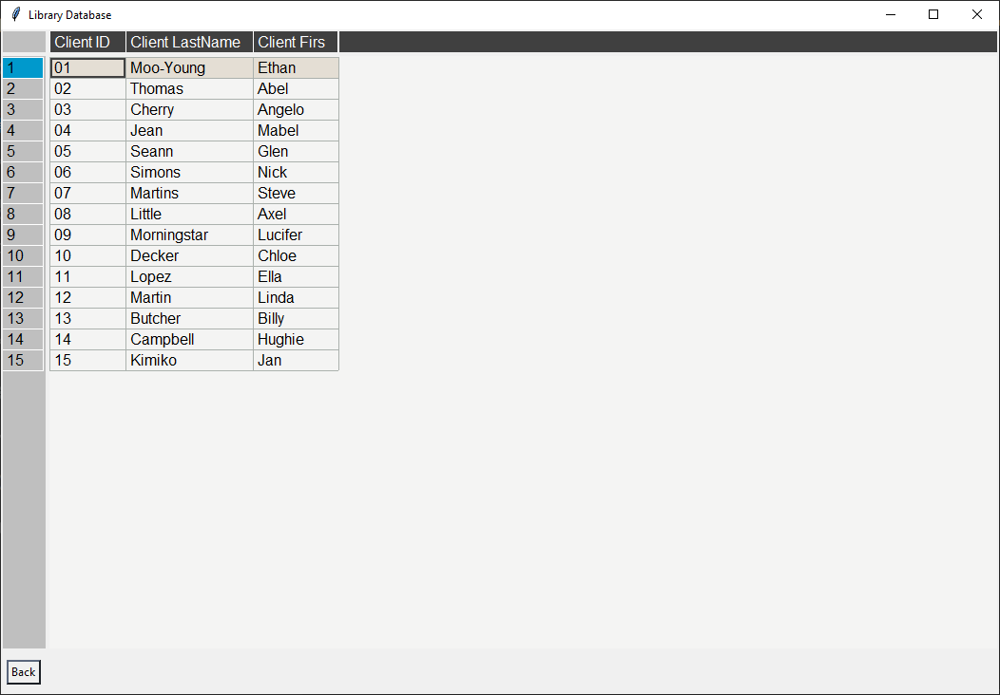 Library Database
Client ID Client LastName Client Firs
1 01 Moo-Young Ethan
2 02 Thomas Abel
3 03 Cherry Angelo
4 04 Jean Mabel
5 05 Seann Glen
6 06 Simons Nick
7 07 Martins Steve
8 08 Little Axel
9 09 Morningstar Lucifer
10 10 Decker Chloe
11 11 Lopez Ella
12 12 Martin Linda
13 13 Butcher Billy
14 14 Campbell Hughie
15 15 Kimiko Jan
Back